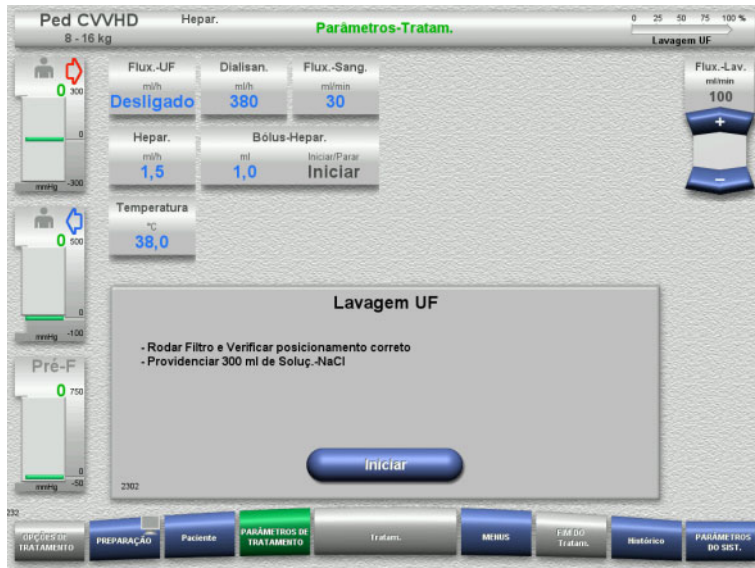 Ped CVVHD
8 - 16 kg
Hepar.
Parâmetros-Tratam.
0 25 50 75 100 %
Lavagem UF
0
300
0
-300
mmHg
Flux.-UF
ml/h
Desligado
Dialisan.
ml/h
380
Flux.-Sang.
ml/min
30
Flux.-Lav.
ml/min
100
+
–
Hepar.
ml/h
1,5
Bólus-Hepar.
ml
1,0
Iniciar/Parar
Iniciar
Temperatura
°C
38,0
0
500
0
-100
mmHg
Pré-F
0
750
0
-50
mmHg
Lavagem UF
- Rodar Filtro e Verificar posicionamento correto
- Providenciar 300 ml de Soluç.-NaCl
Iniciar
2302
232
OPÇÕES DE TRATAMENTO
PREPARAÇÃO
Paciente
PARÂMETROS DE TRATAMENTO
Tratam.
MENUS
FIM DO Tratam.
Histórico
PARÂMETROS DO SIST.